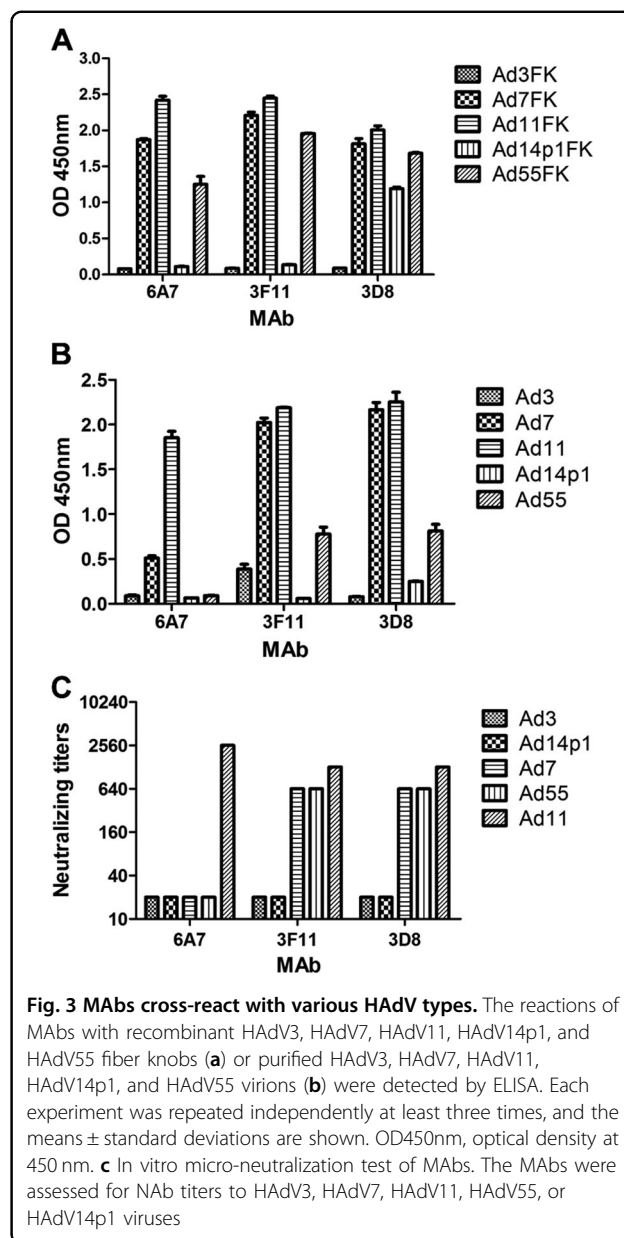 A
3.0
2.5
2.0
1.5
1.0
0.5
0.0
OD 450nm
6A7 3F11 3D8
MAb
Ad3FK
Ad7FK
Ad11FK
Ad14p1FK
Ad55FK
B
2.5
2.0
1.5
1.0
0.5
0.0
OD 450nm
6A7 3F11 3D8
MAb
Ad3
Ad7
Ad11
Ad14p1
Ad55
C
10240
2560
640
160
40
10
Neutralizing titers
6A7 3F11 3D8
MAb
Ad3
Ad14p1
Ad7
Ad55
Ad11
Fig. 3 MAbs cross-react with various HAdV types. The reactions of
MAbs with recombinant HAdV3, HAdV7, HAdV11, HAdV14p1, and
HAdV55 fiber knobs (a) or purified HAdV3, HAdV7, HAdV11,
HAdV14p1, and HAdV55 virions (b) were detected by ELISA. Each
experiment was repeated independently at least three times, and the
means ± standard deviations are shown. OD450nm, optical density at
450 nm. c In vitro micro-neutralization test of MAbs. The MAbs were
assessed for NAb titers to HAdV3, HAdV7, HAdV11, HAdV55, or
HAdV14p1 viruses